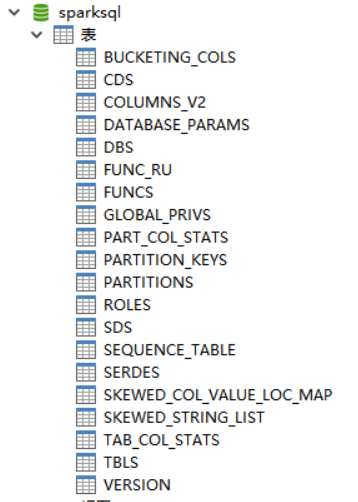 sparksql
表
BUCKETING_COLS
CDS
COLUMNS_V2
DATABASE_PARAMS
DBS
FUNC_RU
FUNCS
GLOBAL_PRIVS
PART_COL_STATS
PARTITION_KEYS
PARTITIONS
ROLES
SDS
SEQUENCE_TABLE
SERDES
SKEWED_COL_VALUE_LOC_MAP
SKEWED_STRING_LIST
TAB_COL_STATS
TBLS
VERSION